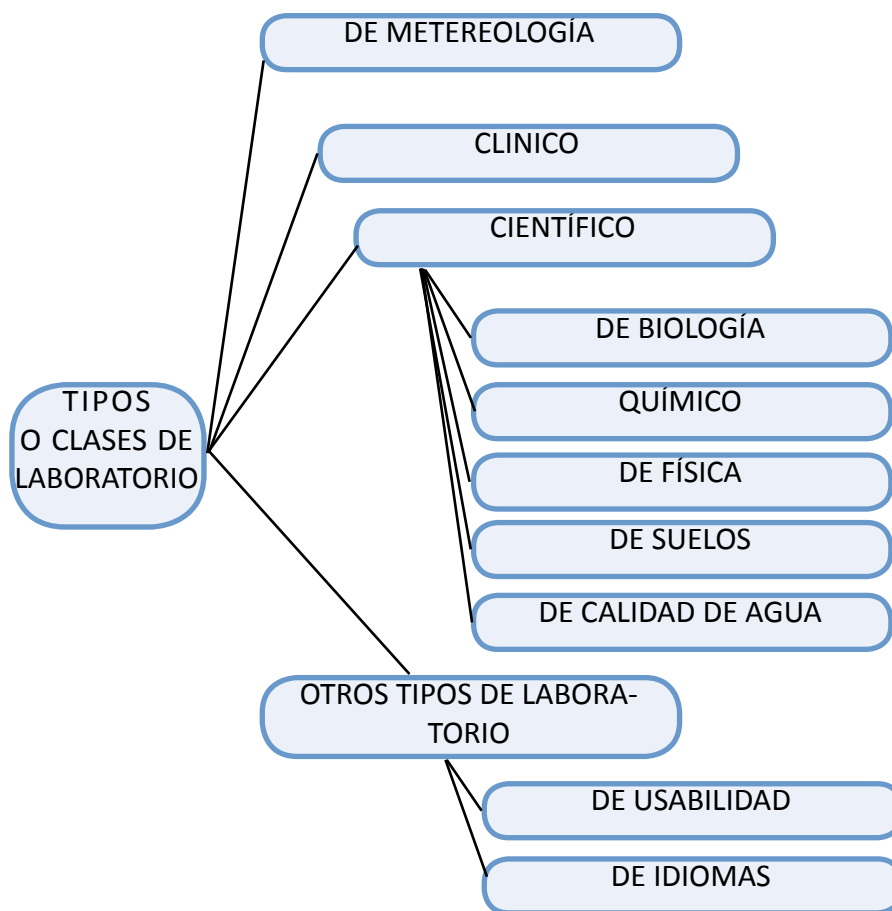 DE METEREOLOGÍA
CLINICO
CIENTÍFICO
DE BIOLOGÍA
TIPOS
O CLASES DE
LABORATORIO
QUÍMICO
DE FÍSICA
DE SUELOS
DE CALIDAD DE AGUA
OTROS TIPOS DE LABORA-
TORIO
DE USABILIDAD
DE IDIOMAS